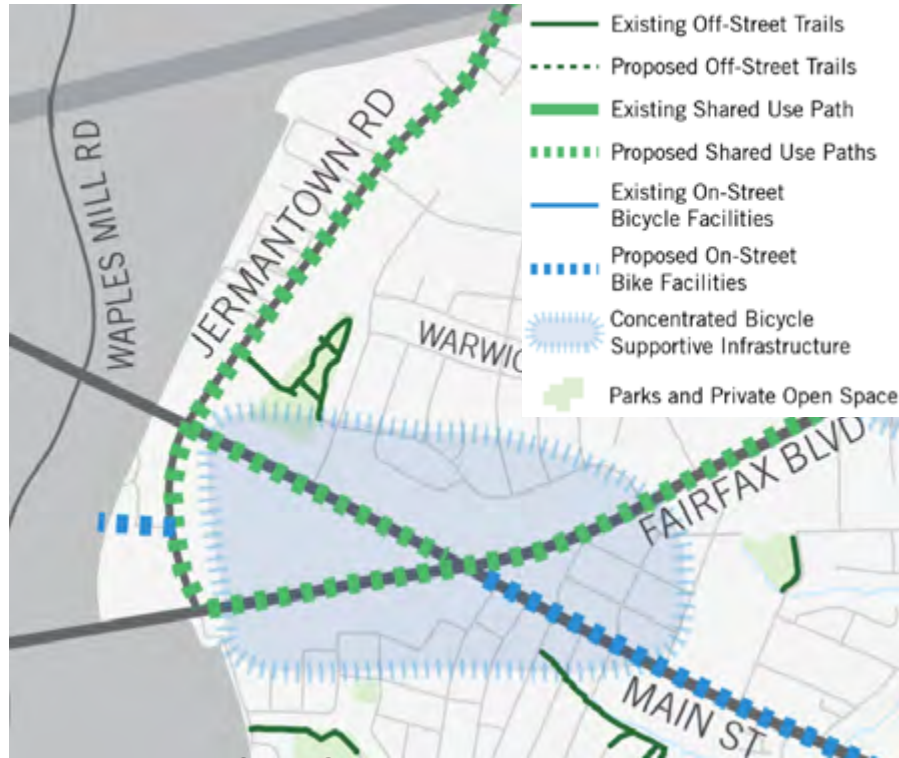 Existing Off-Street Trails
Proposed Off-Street Trails
Existing Shared Use Path
Proposed Shared Use Paths
Existing On-Street
Bicycle Facilities
Proposed On-Street
Bike Facilities
Concentrated Bicycle
Supportive Infrastructure
Parks and Private Open Space
WAPLES MILL RD
JERMANTOWN RD
WARWIC
FAIRFAX BLVD
MAIN ST